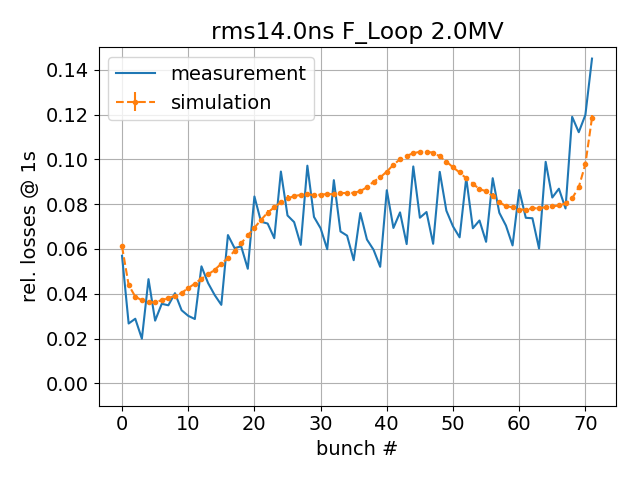 rms14.0ns F_Loop 2.0MV
measurement
simulation
rel. losses @ 1s
0.14
0.12
0.10
0.08
0.06
0.04
0.02
0.00
0 10 20 30 40 50 60 70
bunch #